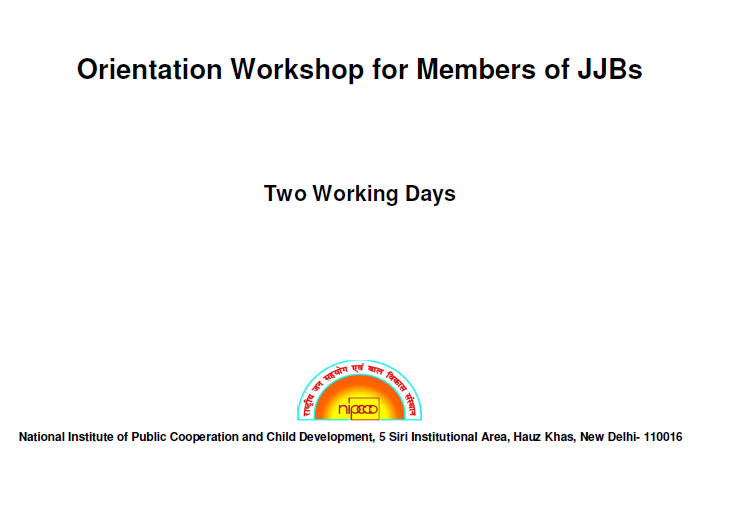 Orientation Workshop for Members of JJBs
Two Working Days
राष्ट्रीय जन सहयोग एवं बाल विकास संस्थान
nipccd
National Institute of Public Cooperation and Child Development, 5 Siri Institutional Area, Hauz Khas, New Delhi- 110016